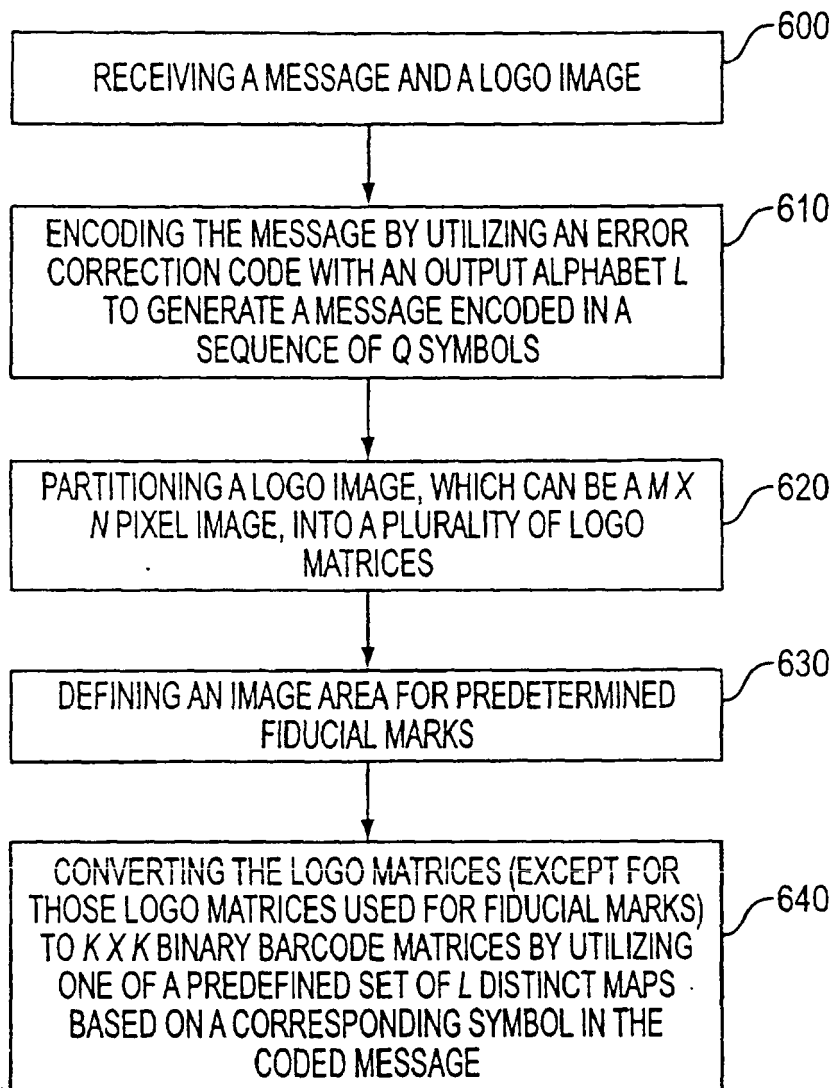 600
RECEIVING A MESSAGE AND A LOGO IMAGE
610
ENCODING THE MESSAGE BY UTILIZING AN ERROR
CORRECTION CODE WITH AN OUTPUT ALPHABET L
TO GENERATE A MESSAGE ENCODED IN A
SEQUENCE OF Q SYMBOLS
620
PARTITIONING A LOGO IMAGE, WHICH CAN BE A M X
N PIXEL IMAGE, INTO A PLURALITY OF LOGO
MATRICES
630
DEFINING AN IMAGE AREA FOR PREDETERMINED
FIDUCIAL MARKS
640
CONVERTING THE LOGO MATRICES (EXCEPT FOR
THOSE LOGO MATRICES USED FOR FIDUCIAL MARKS)
TO K X K BINARY BARCODE MATRICES BY UTILIZING
ONE OF A PREDEFINED SET OF L DISTINCT MAPS
BASED ON A CORRESPONDING SYMBOL IN THE
CODED MESSAGE